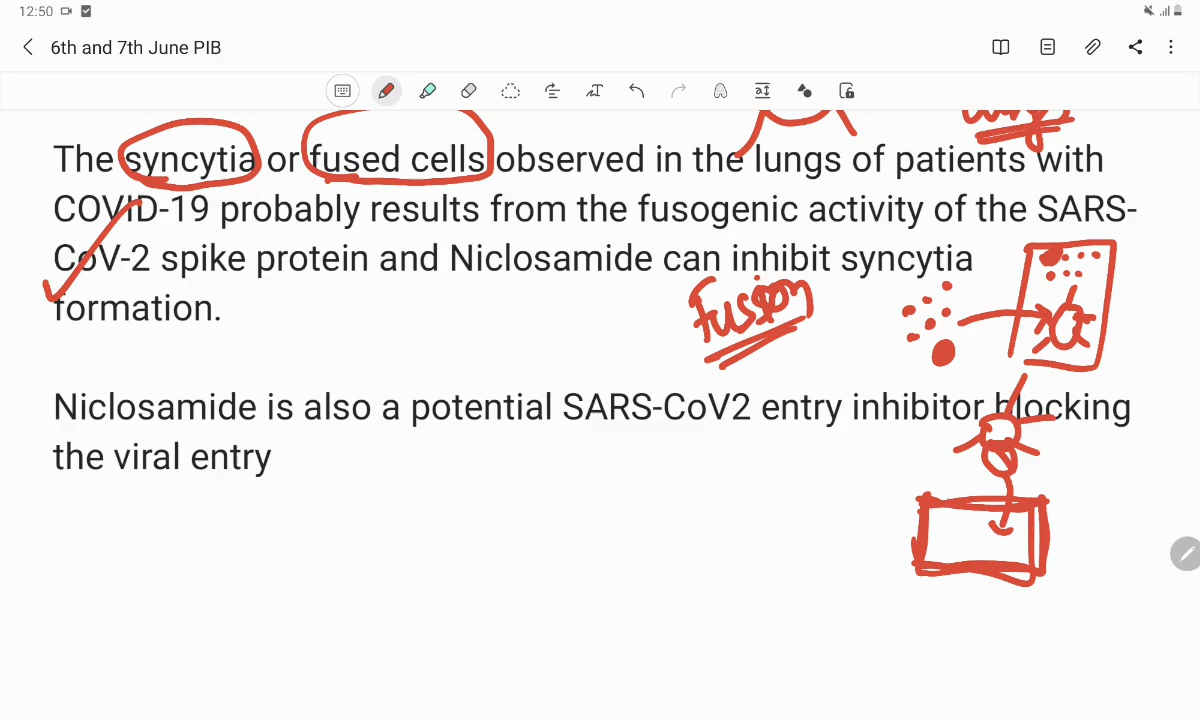 12:50
6th and 7th June PIB
lungs
The syncytia or fused cells observed in the lungs of patients with
COVID-19 probably results from the fusogenic activity of the SARS-
CoV-2 spike protein and Niclosamide can inhibit syncytia
formation.
fusion
Niclosamide is also a potential SARS-CoV2 entry inhibitor blocking
the viral entry